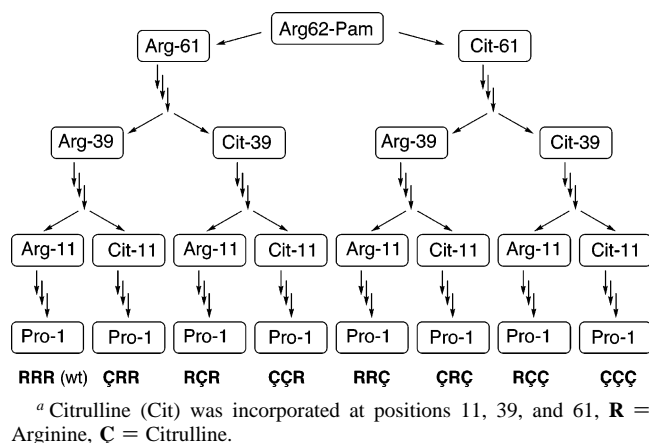 Arg62-Pam
Arg-61 Cit-61
Arg-39 Cit-39 Arg-39 Cit-39
Arg-11 Cit-11 Arg-11 Cit-11 Arg-11 Cit-11 Arg-11 Cit-11
Pro-1 Pro-1 Pro-1 Pro-1 Pro-1 Pro-1 Pro-1 Pro-1
RRR (wt) ÇRR RÇR ÇÇR RRÇ ÇRÇ RÇÇ ÇÇÇ
a Citrulline (Cit) was incorporated at positions 11, 39, and 61, R =
Arginine, Ç = Citrulline.